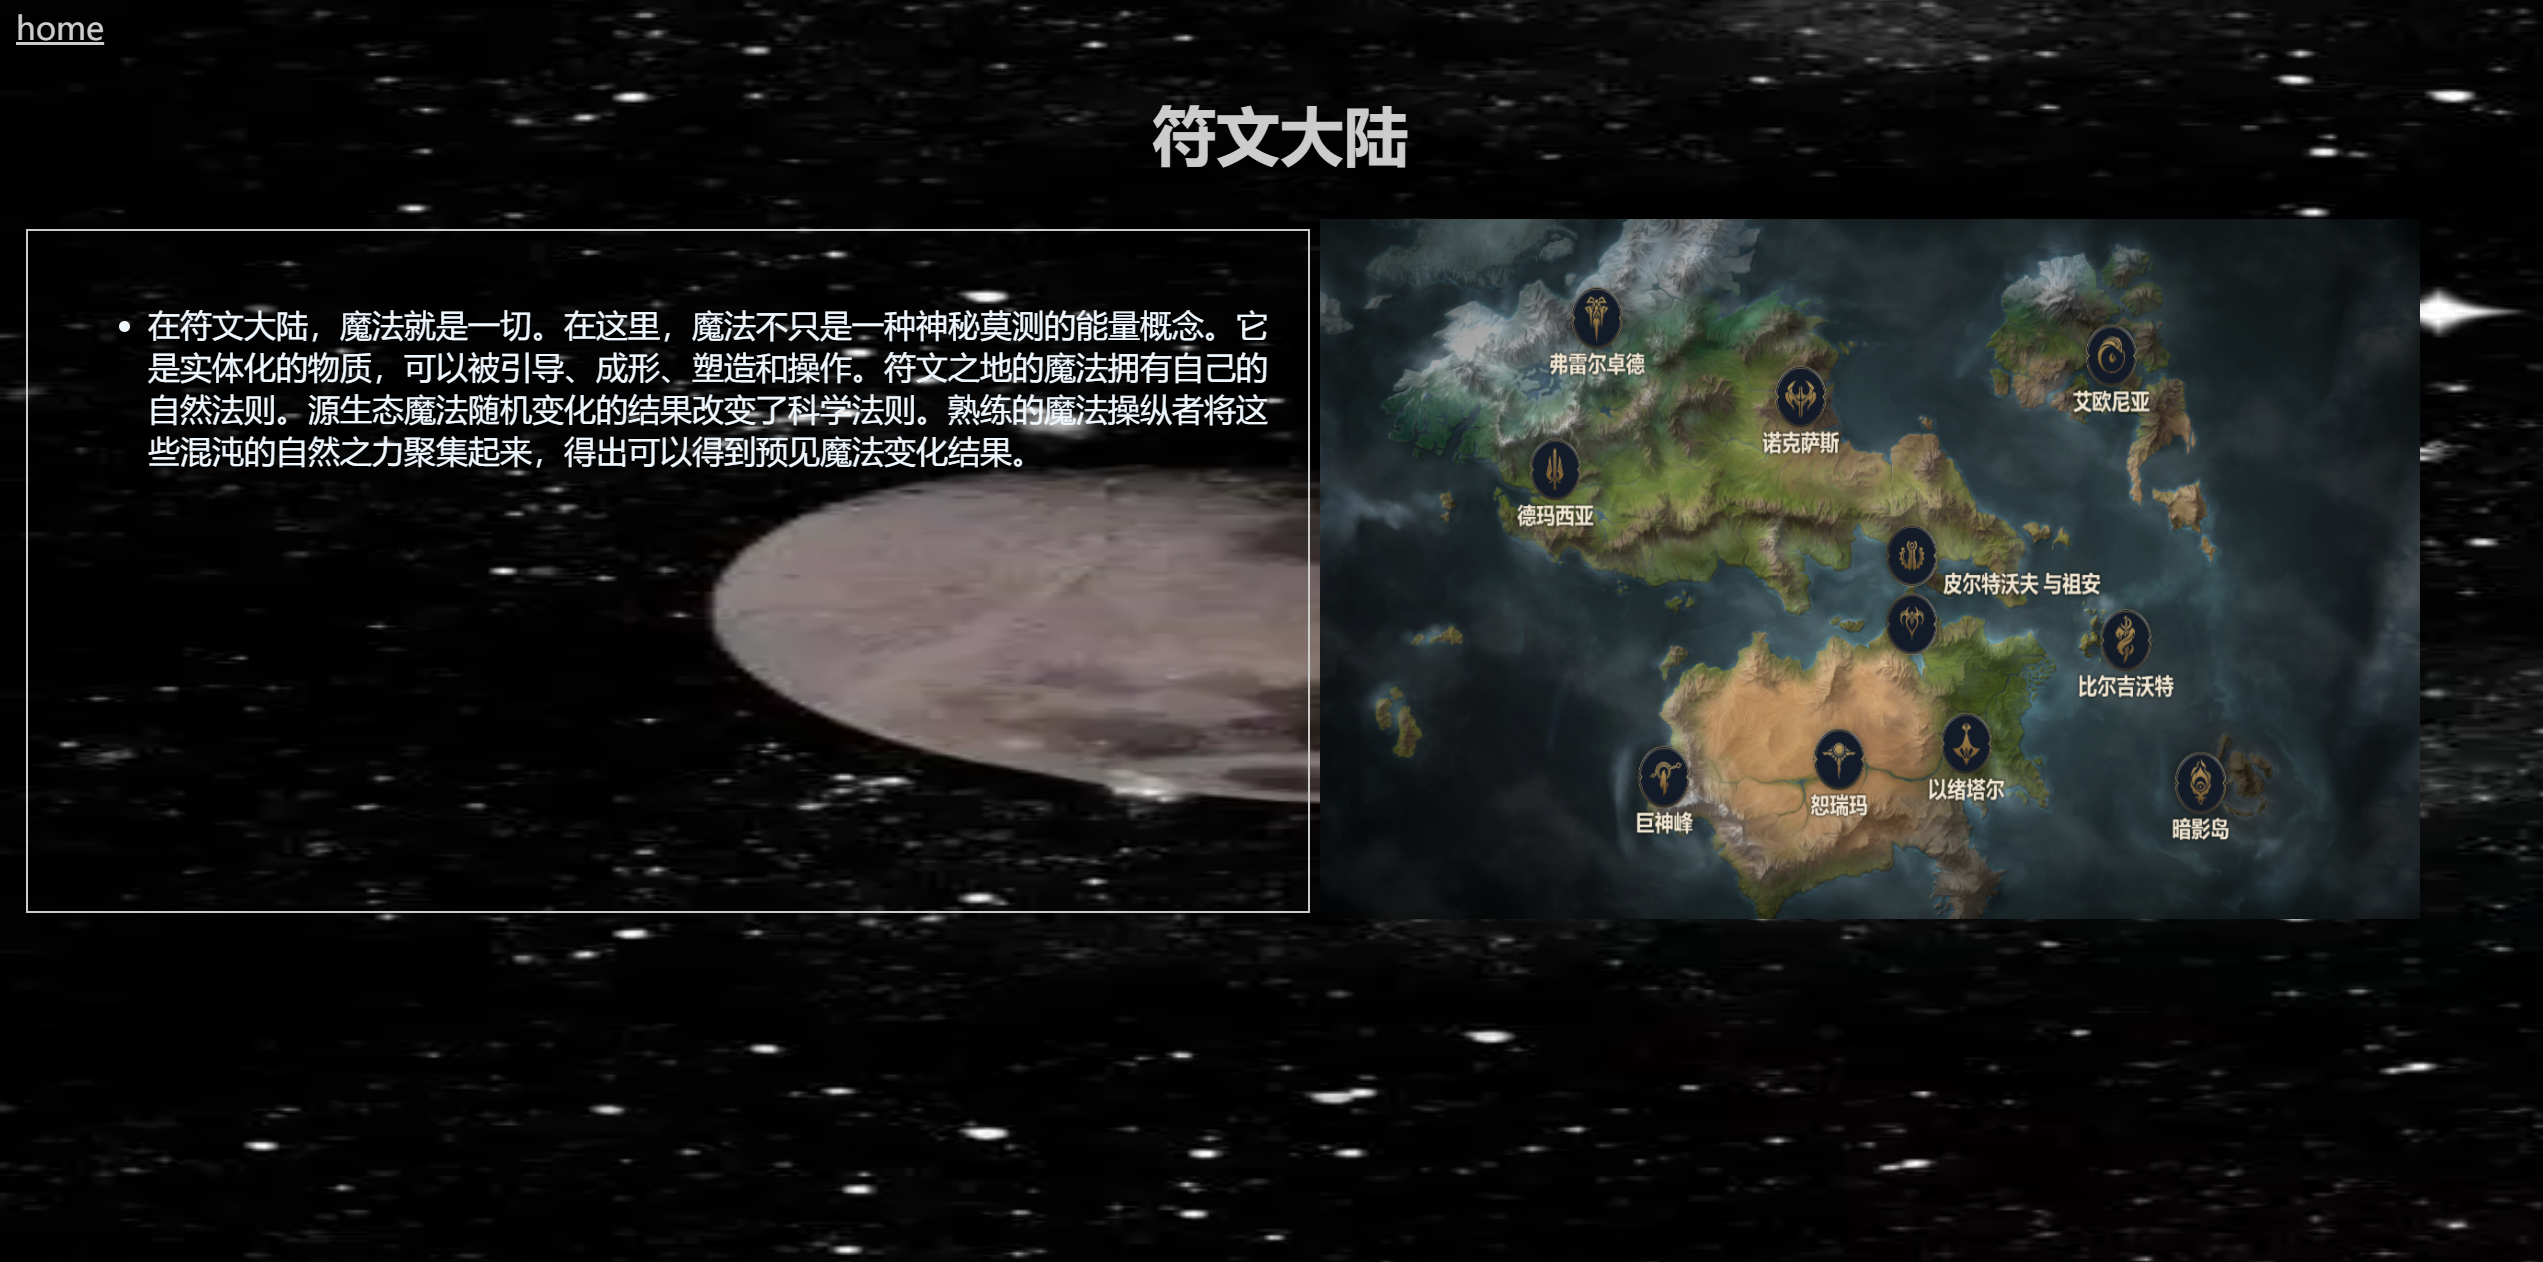 home
符文大陆
在符文大陆，魔法就是一切。在这里，魔法不只是一种神秘莫测的能量概念。它
是实体化的物质，可以被引导、成形、塑造和操作。符文之地的魔法拥有自己的
自然法则。源生态魔法随机变化的结果改变了科学法则。熟练的魔法操纵者将这
些混沌的自然之力聚集起来，得出可以得到预见魔法变化结果。
弗雷尔卓德
艾欧尼亚
诺克萨斯
德玛西亚
皮尔特沃夫 与祖安
比尔吉沃特
以绪塔尔
恕瑞玛
巨神峰
暗影岛